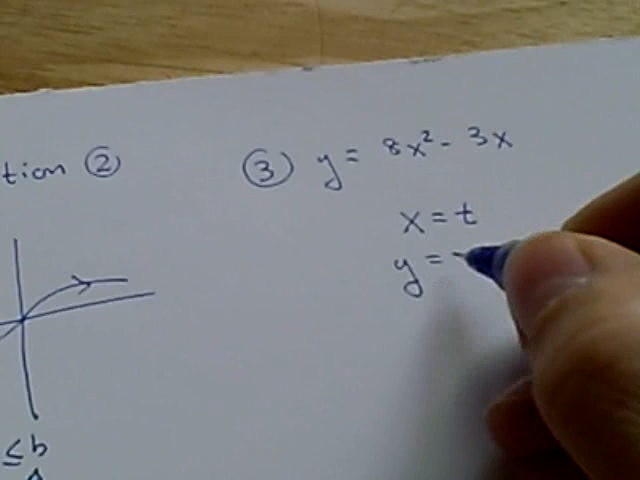 tion ②
③ y = 8x² - 3x
x = t
y =
≤ b